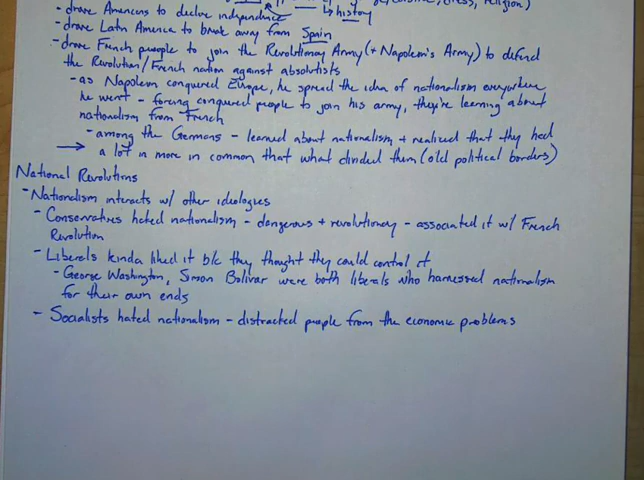 dress, religion)
- drove Americans to declare independence ↳ history
- drove Latin America to break away from Spain
- drove French people to join the Revolutionary Army (+ Napoleon's Army) to defend
the Revolution/French nation against absolutists
- as Napoleon conquered Europe, he spread the idea of nationalism everywhere
he went - forcing conquered people to join his army, they're learning about
nationalism from French
- among the Germans - learned about nationalism + realized that they had
→ a lot in more in common that what divided them (old political borders)
National Revolutions
- Nationalism interacts w/ other ideologies
- Conservatives hated nationalism - dangerous + revolutionary - associated it w/ French
Revolution
- Liberals kinda liked it b/c they thought they could control it
- George Washington, Simon Bolivar were both liberals who harnessed nationalism
for their own ends
- Socialists hated nationalism - distracted people from the economic problems